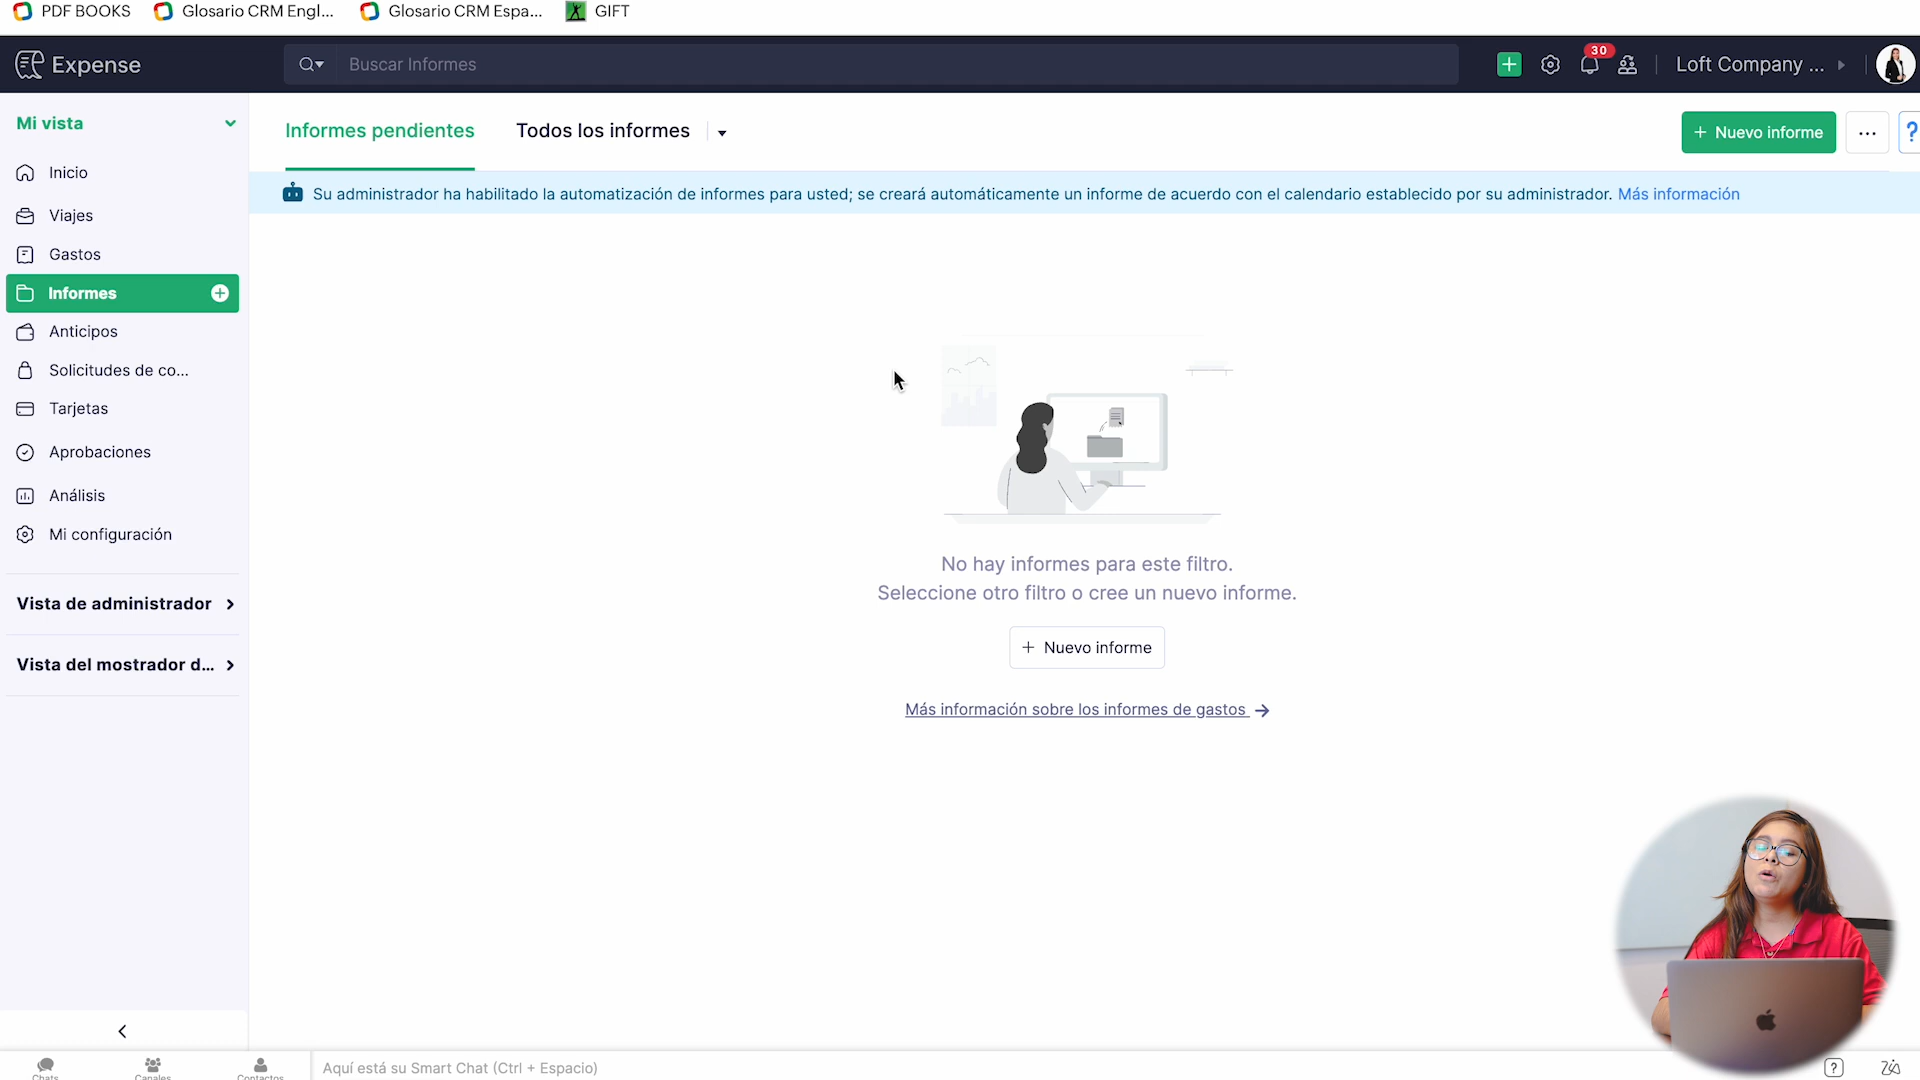 PDF BOOKS
Glosario CRM Engl...
Glosario CRM Espa...
GIFT
Expense
Buscar Informes
30
Loft Company ...
Mi vista
Inicio
Viajes
Gastos
Informes
Anticipos
Solicitudes de co...
Tarjetas
Aprobaciones
Análisis
Mi configuración
Vista de administrador
Vista del mostrador d...
Informes pendientes
Todos los informes
+ Nuevo informe
...
?
Su administrador ha habilitado la automatización de informes para usted; se creará automáticamente un informe de acuerdo con el calendario establecido por su administrador. Más información
No hay informes para este filtro.
Seleccione otro filtro o cree un nuevo informe.
+ Nuevo informe
Más información sobre los informes de gastos
Chats
Canales
Contactos
Aquí está su Smart Chat (Ctrl + Espacio)
?